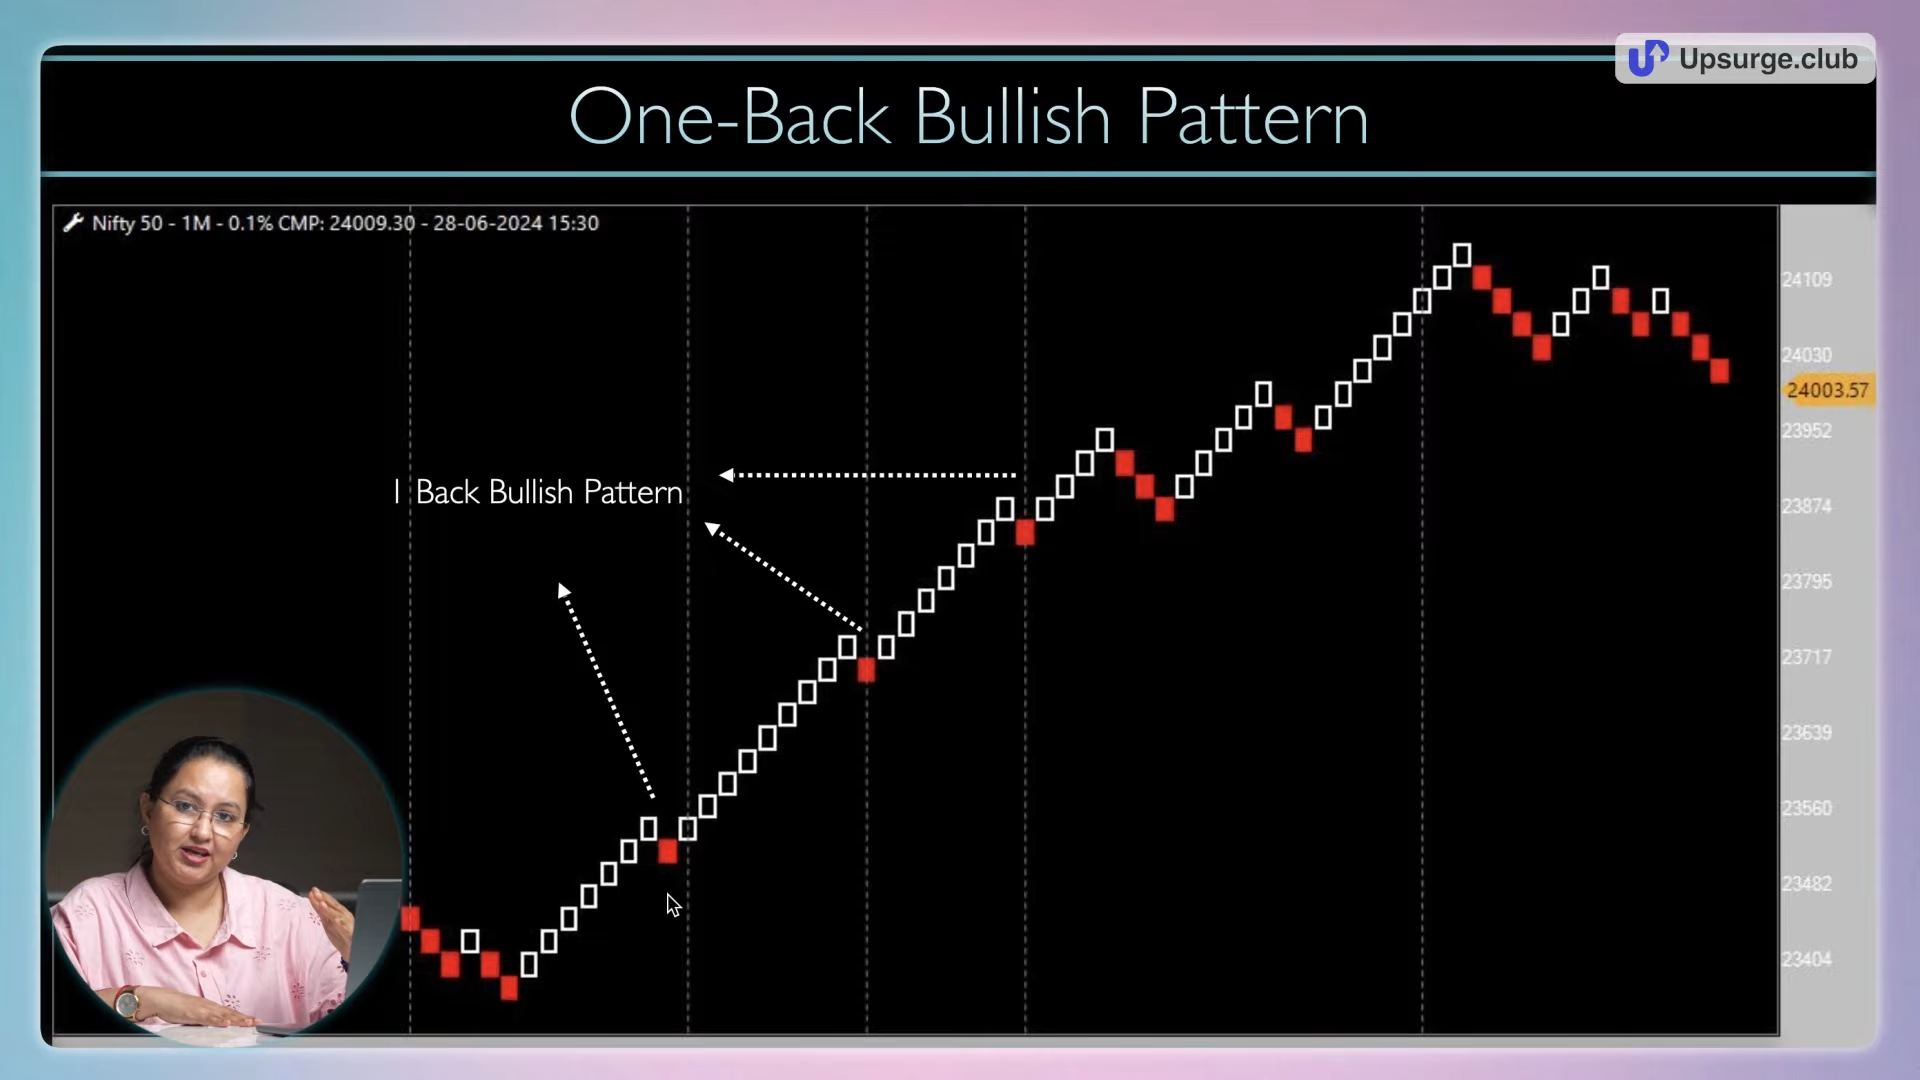 Upsurge.club
One-Back Bullish Pattern
Nifty 50 - 1M - 0.1% CMP: 24009.30 - 28-06-2024 15:30
24109
24030
24003.57
23952
1 Back Bullish Pattern
23874
23795
23717
23639
23560
23482
23404